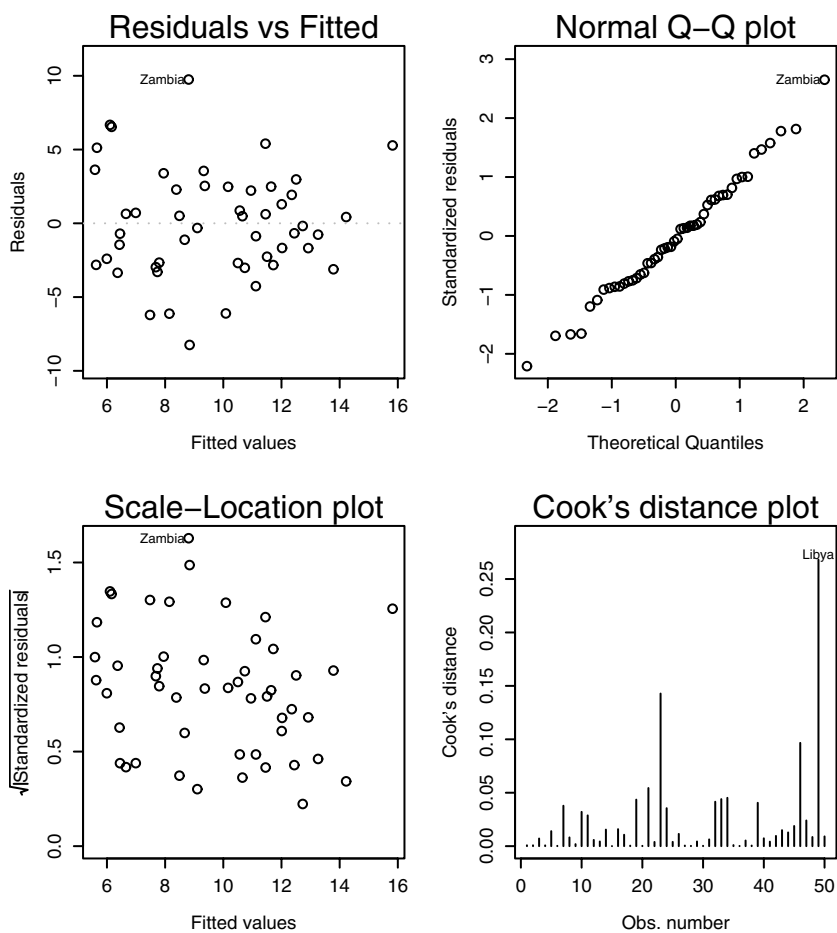 Residuals vs Fitted
Zambia
Residuals
10
5
0
−5
−10
6 8 10 12 14 16
Fitted values
Normal Q−Q plot
Zambia
Standardized residuals
3
2
1
0
−1
−2
−2 −1 0 1 2
Theoretical Quantiles
Scale−Location plot
Zambia
√|Standardized residuals|
1.5
1.0
0.5
0.0
6 8 10 12 14 16
Fitted values
Cook's distance plot
Libya
Cook's distance
0.25
0.20
0.15
0.10
0.05
0.00
0 10 20 30 40 50
Obs. number